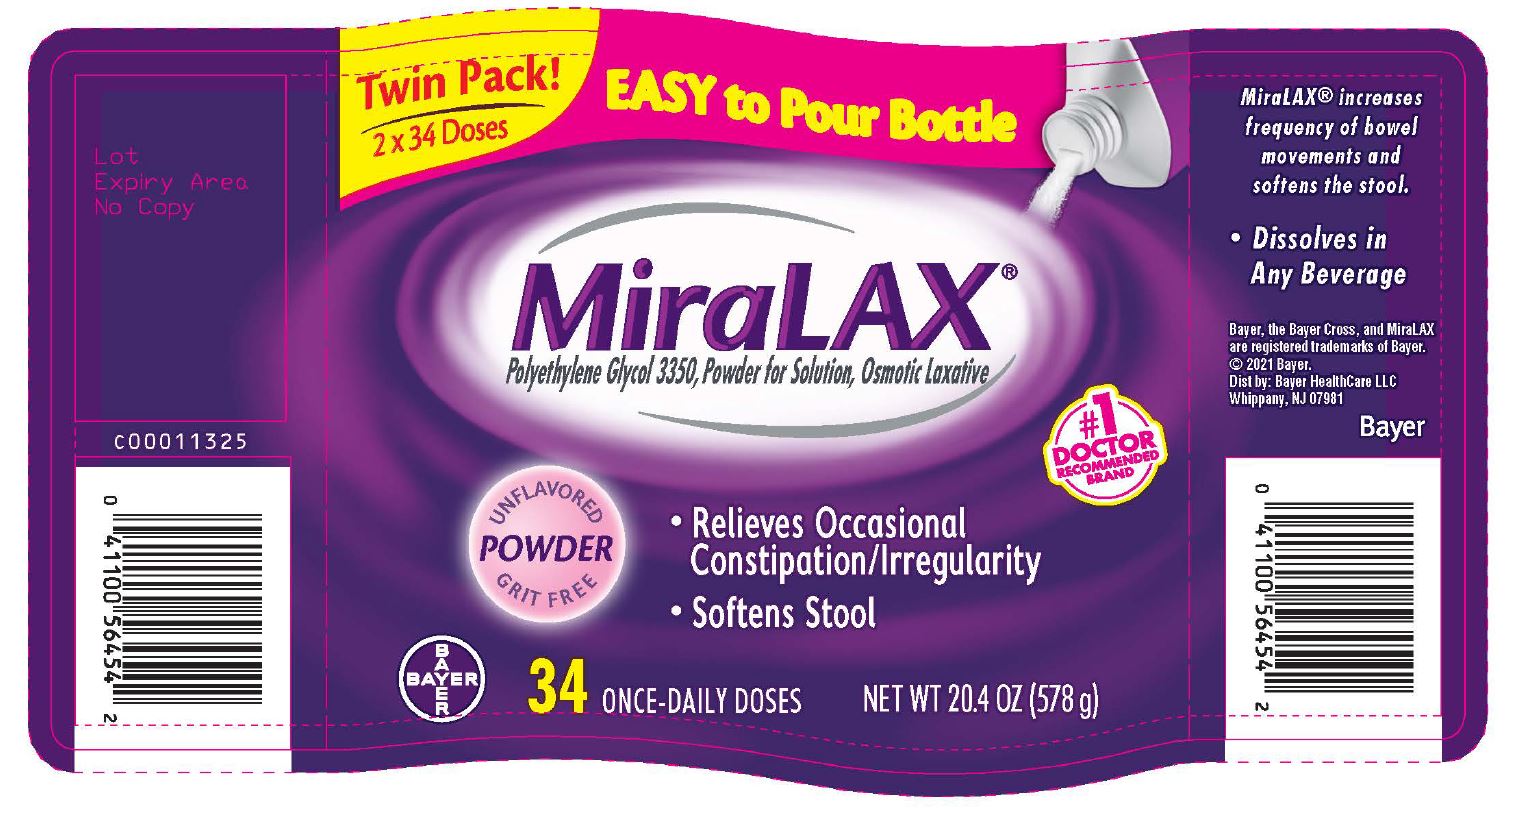 Lot
Expiry Area
No Copy
C00011325
0 41100 56454 2
Twin Pack!
2 x 34 Doses
EASY to Pour Bottle
MiraLAX®
Polyethylene Glycol 3350, Powder for Solution, Osmotic Laxative
#1
DOCTOR
RECOMMENDED
BRAND
UNFLAVORED
POWDER
GRIT FREE
• Relieves Occasional
Constipation/Irregularity
• Softens Stool
BAYER
BAYER
34 ONCE-DAILY DOSES
NET WT 20.4 OZ (578 g)
MiraLAX® increases
frequency of bowel
movements and
softens the stool.
• Dissolves in
Any Beverage
Bayer, the Bayer Cross, and MiraLAX
are registered trademarks of Bayer.
© 2021 Bayer.
Dist by: Bayer HealthCare LLC
Whippany, NJ 07981
Bayer
0 41100 56454 2